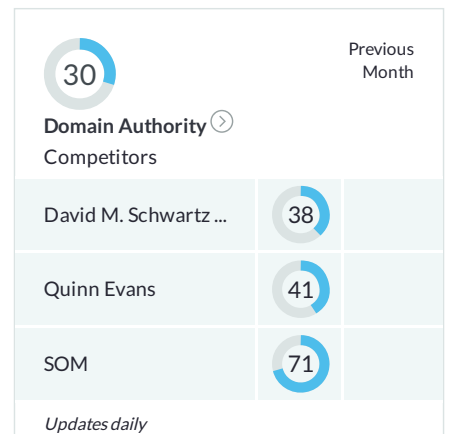 30
Previous
Month
Domain Authority
Competitors
David M. Schwartz ... 38
Quinn Evans 41
SOM 71
Updates daily